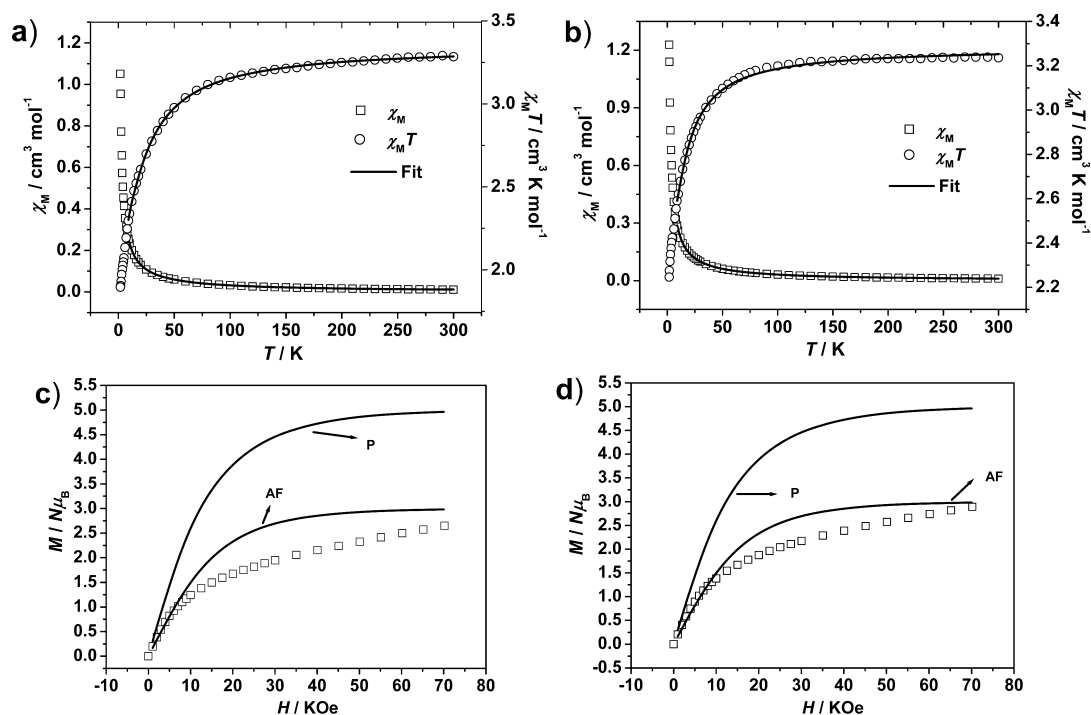 a)
1.2
1.0
0.8
0.6
0.4
0.2
0.0
χM / cm3 mol-1
3.5
3.0
2.5
2.0
χMT / cm3 K mol-1
χM
χMT
Fit
0 50 100 150 200 250 300
T / K
b)
1.2
0.9
0.6
0.3
0.0
χM / cm3 mol-1
3.4
3.2
3.0
2.8
2.6
2.4
2.2
χMT / cm3 K mol-1
χM
χMT
Fit
0 50 100 150 200 250 300
T / K
c)
5.5
5.0
4.5
4.0
3.5
3.0
2.5
2.0
1.5
1.0
0.5
0.0
M / NμB
P
AF
-10 0 10 20 30 40 50 60 70 80
H / KOe
d)
5.5
5.0
4.5
4.0
3.5
3.0
2.5
2.0
1.5
1.0
0.5
0.0
-0.5
M / NμB
P
AF
-10 0 10 20 30 40 50 60 70 80
H / KOe